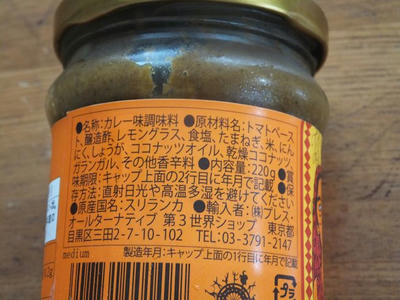 ●名称:カレー味調味料 ●原材料名:トマトペース
ト、醸造酢、レモングラス、食塩、たまねぎ、米、にん
にく、しょうが、ココナッツオイル、乾燥ココナッツ、
ガランガル、その他香辛料 ●内容量:220g ●賞
味期限:キャップ上面の2行目に年月で記載 ●保
存方法:直射日光や高温多湿を避けてください
●原産国名:スリランカ ●輸入者:㈱プレス・
オールターナティブ 第3世界ショップ 東京都
目黒区三田2-7-10-102 TEL:03-3791-2147
製造年月:キャップ上面の1行目に年月で記載
medium